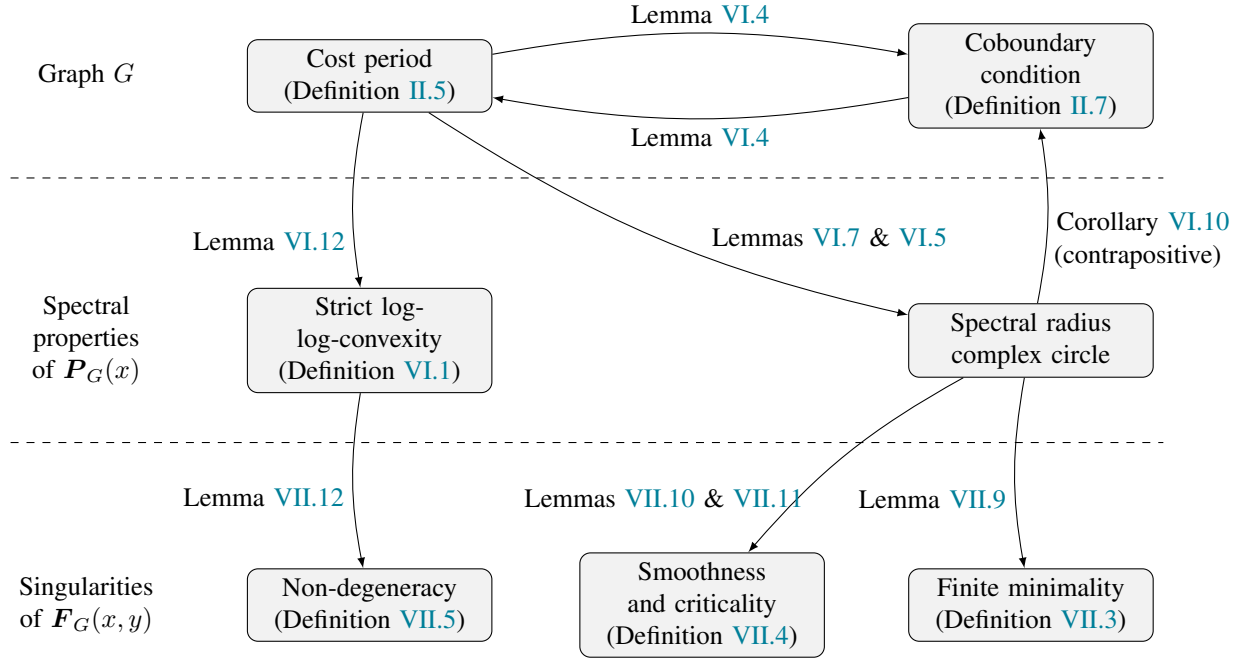 Lemma VI.4
Graph G
Cost period
(Definition II.5)
Coboundary
condition
(Definition II.7)
Lemma VI.4
Lemma VI.12
Lemmas VI.7 & VI.5
Corollary VI.10
(contrapositive)
Spectral
properties
of P_G(x)
Strict log-
log-convexity
(Definition VI.1)
Spectral radius
complex circle
Lemma VII.12
Lemmas VII.10 & VII.11
Lemma VII.9
Singularities
of F_G(x, y)
Non-degeneracy
(Definition VII.5)
Smoothness
and criticality
(Definition VII.4)
Finite minimality
(Definition VII.3)